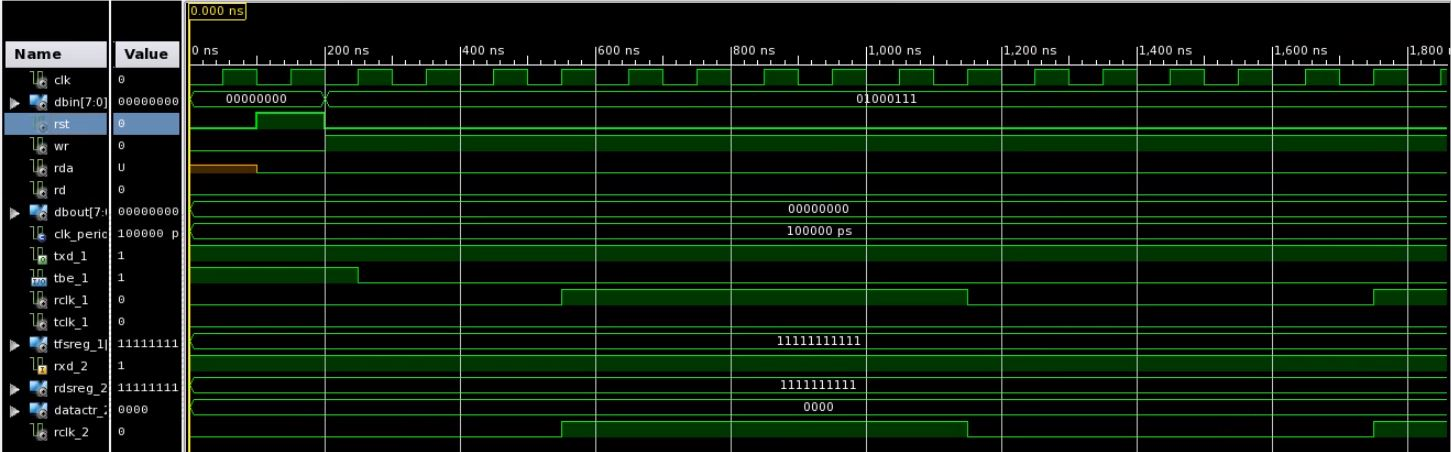 0.000 ns
Name Value 0 ns 200 ns 400 ns 600 ns 800 ns 1,000 ns 1,200 ns 1,400 ns 1,600 ns 1,800
clk 0
dbin[7:0] 00000000 00000000 01000111
rst 0
wr 0
rda U
rd 0
dbout[7: 00000000 00000000
clk_peric 100000 p 100000 ps
txd_1 1
tbe_1 1
rclk_1 0
tclk_1 0
tfsreg_1 11111111 11111111111
rxd_2 1
rdsreg_2 11111111 1111111111
datactr_ 0000 0000
rclk_2 0